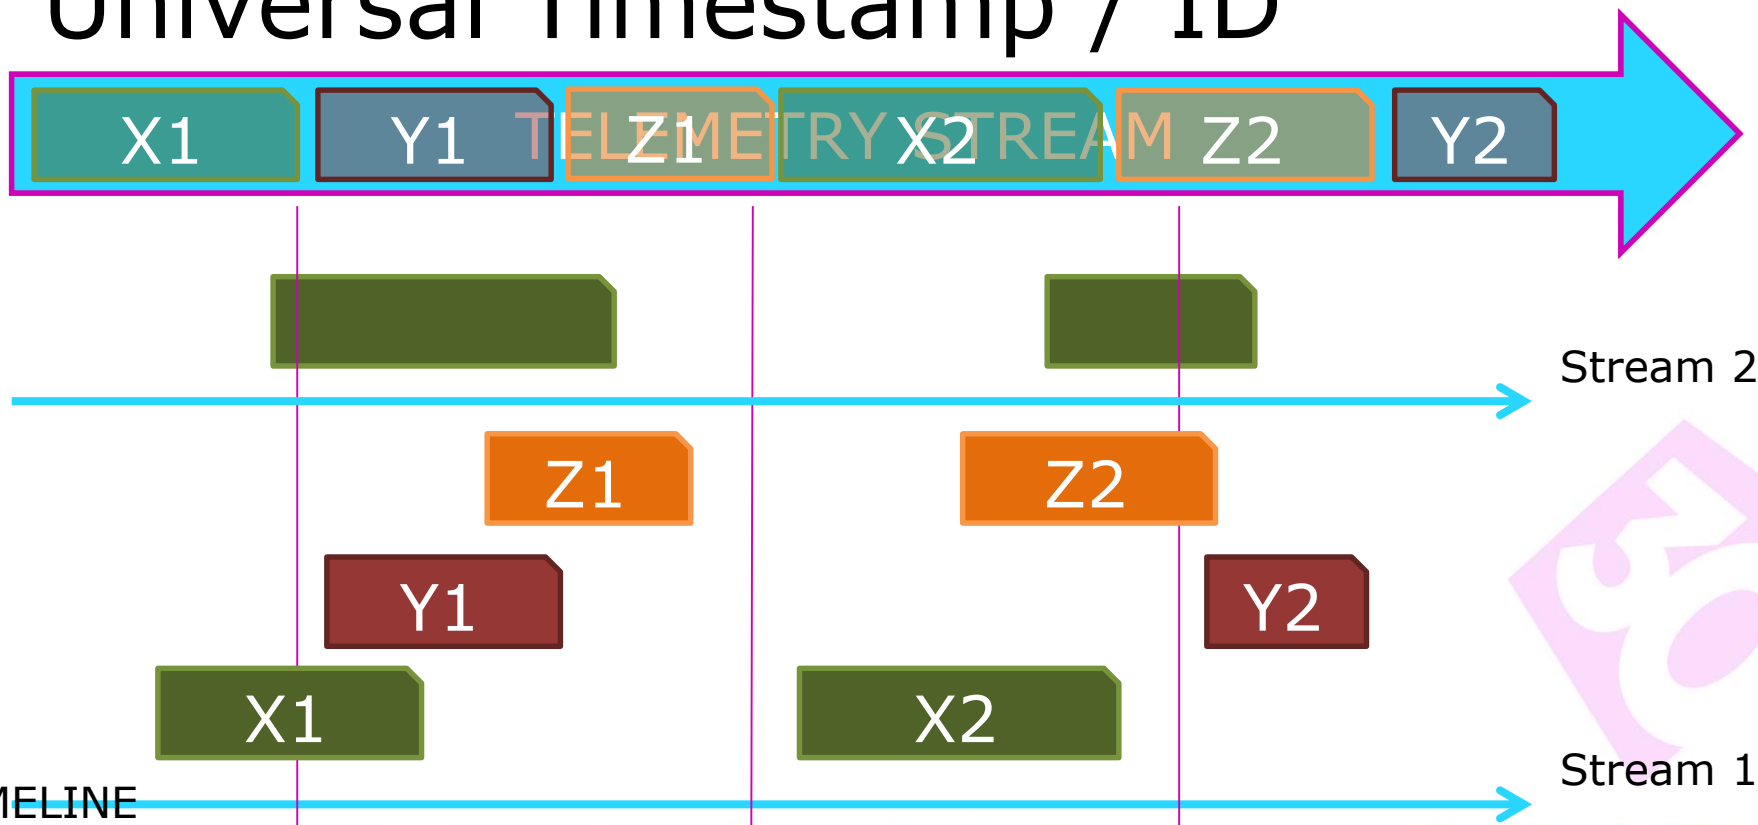 Universal Timestamp / ID
TELEMETRY STREAM
X1 Y1 Z1 X2 Z2 Y2
Stream 2
Z1 Z2
Y1 Y2
X1 X2
Stream 1
MELINE